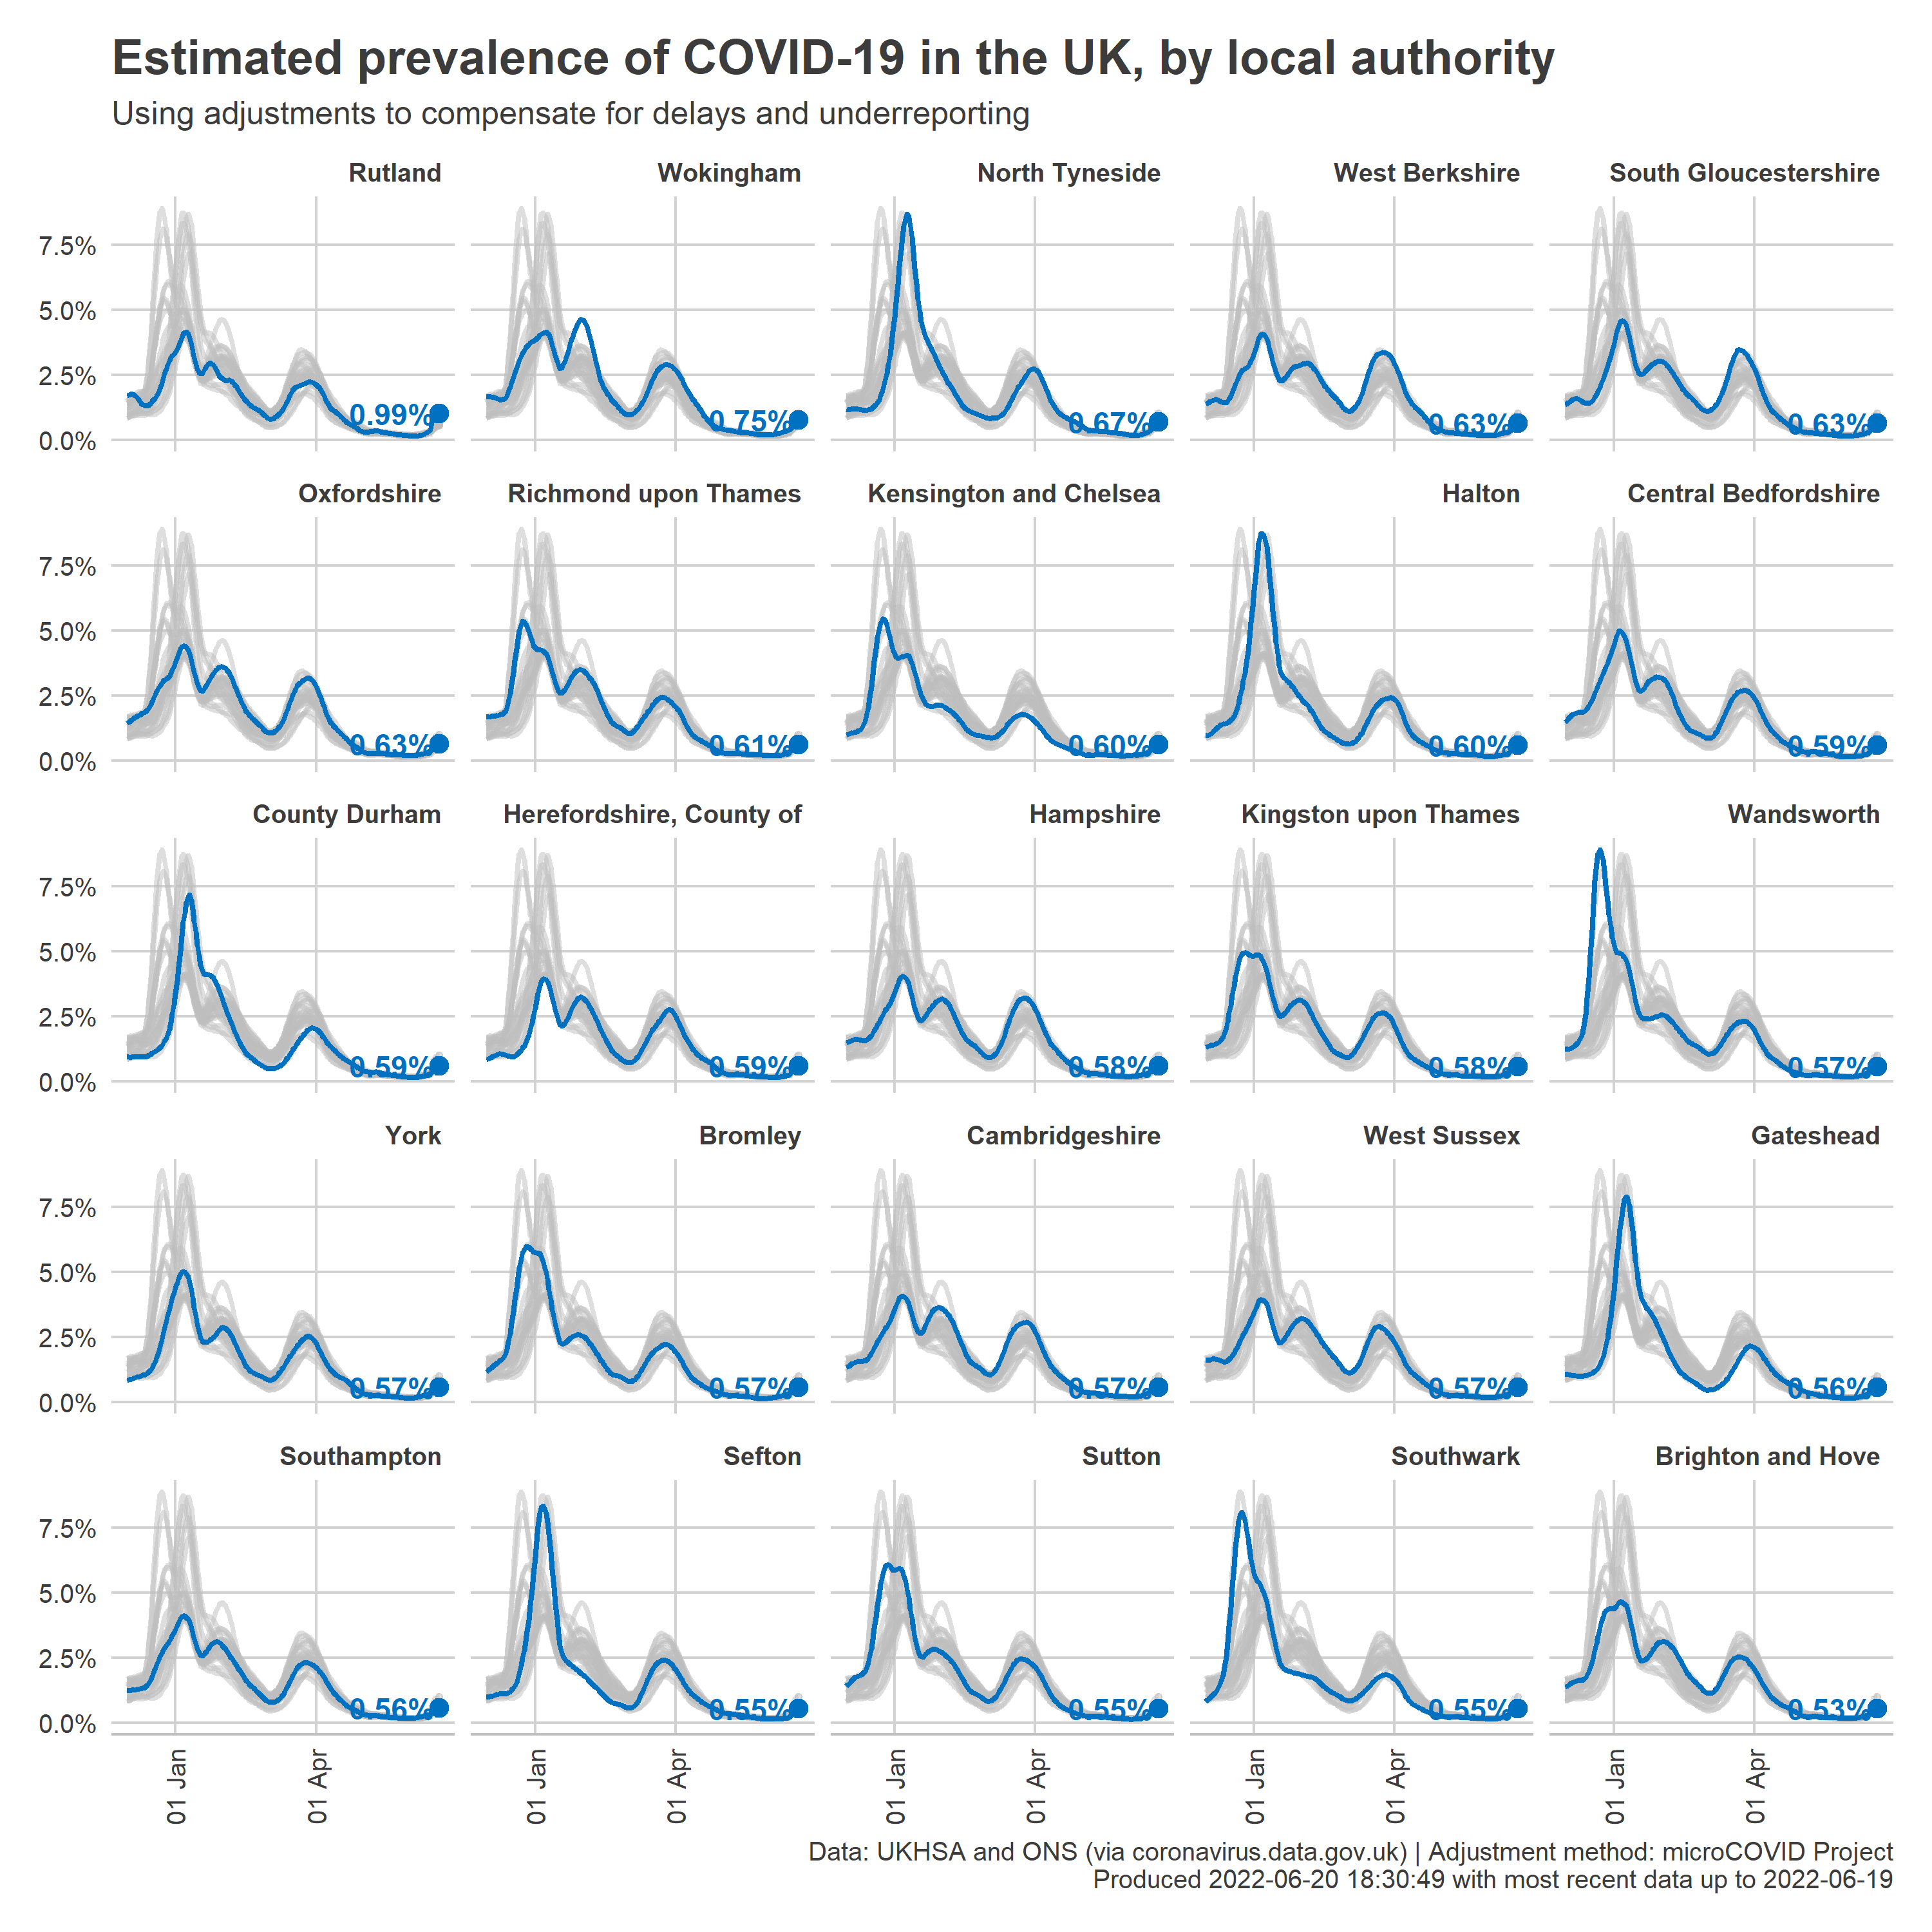 Estimated prevalence of COVID-19 in the UK, by local authority
Using adjustments to compensate for delays and underreporting
Rutland
Wokingham
North Tyneside
West Berkshire
South Gloucestershire
7.5%
5.0%
2.5%
0.0%
0.99%
0.75%
0.67%
0.63%
0.63%
Oxfordshire
Richmond upon Thames
Kensington and Chelsea
Halton
Central Bedfordshire
7.5%
5.0%
2.5%
0.0%
0.63%
0.61%
0.60%
0.60%
0.59%
County Durham
Herefordshire, County of
Hampshire
Kingston upon Thames
Wandsworth
7.5%
5.0%
2.5%
0.0%
0.59%
0.59%
0.58%
0.58%
0.57%
York
Bromley
Cambridgeshire
West Sussex
Gateshead
7.5%
5.0%
2.5%
0.0%
0.57%
0.57%
0.57%
0.57%
0.56%
Southampton
Sefton
Sutton
Southwark
Brighton and Hove
7.5%
5.0%
2.5%
0.0%
0.56%
0.55%
0.55%
0.55%
0.53%
01 Jan
01 Apr
01 Jan
01 Apr
01 Jan
01 Apr
01 Jan
01 Apr
01 Jan
01 Apr
Data: UKHSA and ONS (via coronavirus.data.gov.uk) | Adjustment method: microCOVID Project
Produced 2022-06-20 18:30:49 with most recent data up to 2022-06-19